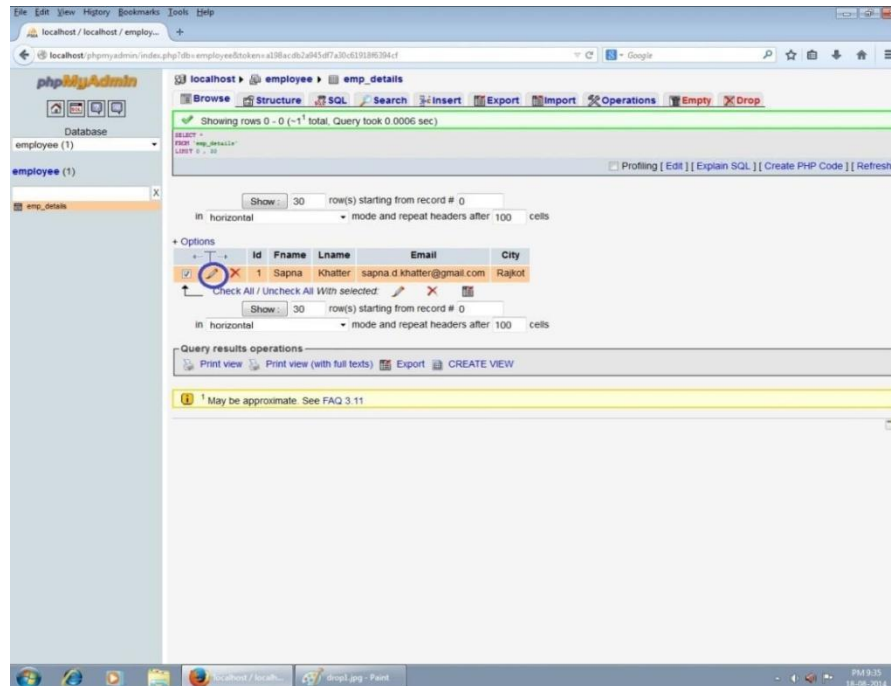 File Edit View History Bookmarks Tools Help
localhost / localhost / employ...
localhost/phpmyadmin/index.php?db=employee&token=
Google
phpMyAdmin
Database
employee (1)
employee (1)
X
emp_details
localhost ▸ employee ▸ emp_details
Browse Structure SQL Search Insert Export Import Operations Empty Drop
Showing rows 0 - 0 (~1¹ total, Query took 0.0006 sec)
SELECT *
FROM `emp_details`
LIMIT 0 , 30
Profiling [ Edit ] [ Explain SQL ] [ Create PHP Code ] [ Refresh
Show : 30 row(s) starting from record # 0
in horizontal mode and repeat headers after 100 cells
+ Options
←T→ Id Fname Lname Email City
1 Sapna Khatter sapna.d.khatter@gmail.com Rajkot
Check All / Uncheck All With selected:
Show : 30 row(s) starting from record # 0
in horizontal mode and repeat headers after 100 cells
Query results operations
Print view Print view (with full texts) Export CREATE VIEW
¹ May be approximate. See FAQ 3.11
localhost / localh... drop1.jpg - Paint
PM 9:35
18-08-2014